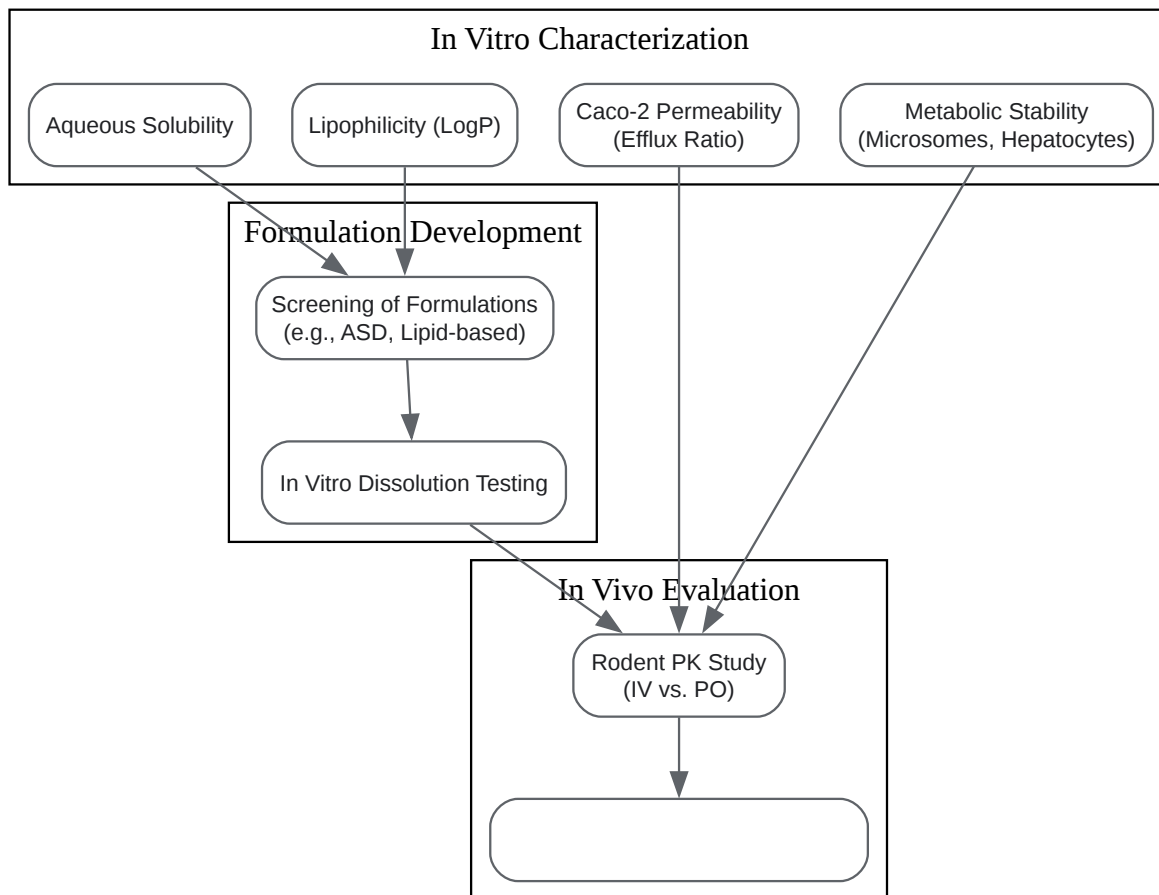 In Vitro Characterization
Aqueous Solubility
Lipophilicity (LogP)
Caco-2 Permeability
(Efflux Ratio)
Metabolic Stability
(Microsomes, Hepatocytes)
Formulation Development
Screening of Formulations
(e.g., ASD, Lipid-based)
In Vitro Dissolution Testing
In Vivo Evaluation
Rodent PK Study
(IV vs. PO)